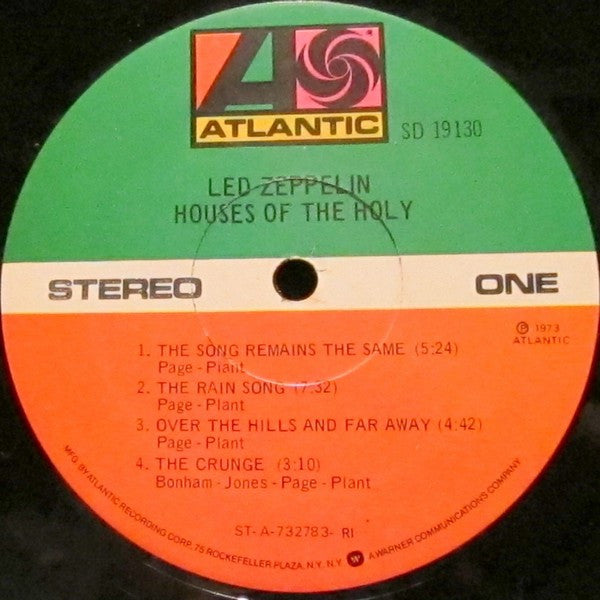 ATLANTIC
SD 19130
LED ZEPPELIN
HOUSES OF THE HOLY
STEREO
ONE
℗ 1973
ATLANTIC
1. THE SONG REMAINS THE SAME (5:24)
Page - Plant
2. THE RAIN SONG (7:32)
Page - Plant
3. OVER THE HILLS AND FAR AWAY (4:42)
Page - Plant
4. THE CRUNGE (3:10)
Bonham - Jones - Page - Plant
ST-A-732783- RI
MFG. BY ATLANTIC RECORDING CORP. 75 ROCKEFELLER PLAZA, N.Y. N.Y. W A WARNER COMMUNICATIONS COMPANY